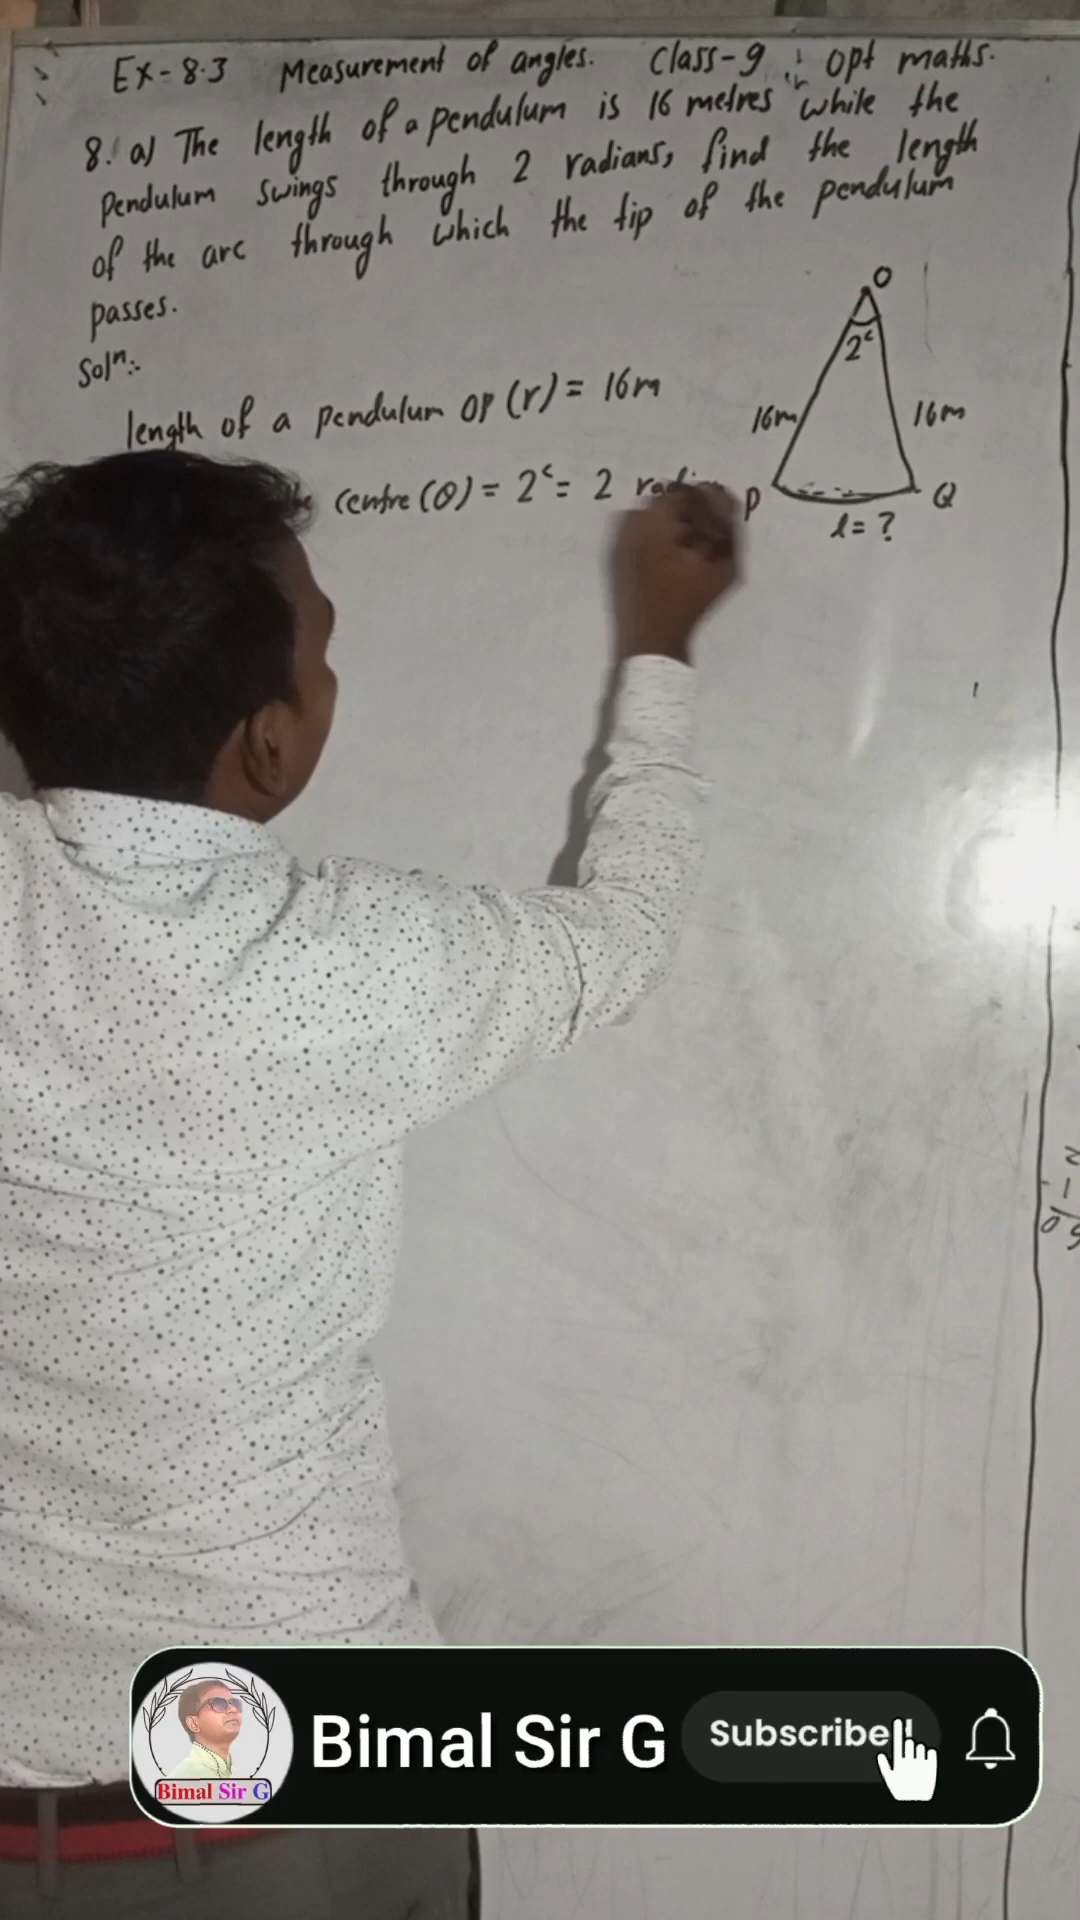 Ex-8.3 Measurement of angles. Class-9 opt maths.
8. a) The length of a pendulum is 16 metres while the
pendulum swings through 2 radians, find the length
of the arc through which the tip of the pendulum
passes.
Solⁿ:-
length of a pendulum OP (r) = 16m
centre (θ) = 2ᶜ = 2
O
2ᶜ
16m
16m
P
Q
l = ?
Bimal Sir G
Subscribe
Bimal Sir G